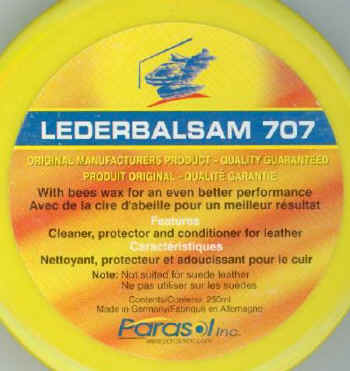 LEDERBALSAM 707
ORIGINAL MANUFACTURERS PRODUCT - QUALITY GUARANTEED
PRODUIT ORIGINAL - QUALITÉ GARANTIE
With bees wax for an even better performance
Avec de la cire d'abeille pour un meilleur résultat
Features
Cleaner, protector and conditioner for leather
Caractéristiques
Nettoyant, protecteur et adoucissant pour le cuir
Note: Not suited for suede leather
Ne pas utiliser sur les suèdes
Contents/Contenu: 250ml
Made in Germany/Fabriqué en Allemagne
Parasol Inc.